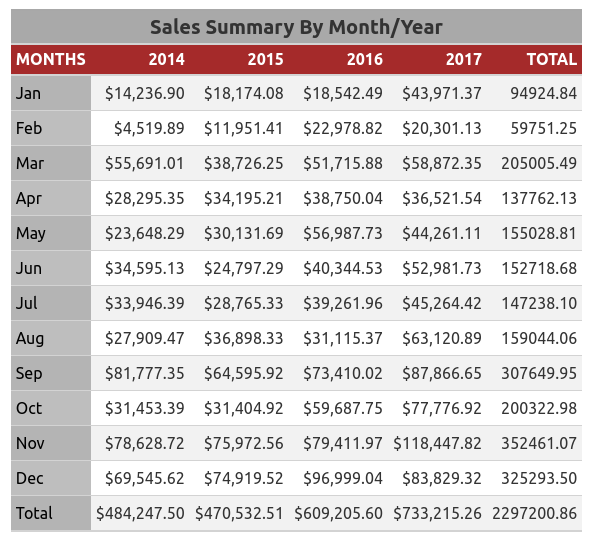 Sales Summary By Month/Year
MONTHS 2014 2015 2016 2017 TOTAL
Jan $14,236.90 $18,174.08 $18,542.49 $43,971.37 94924.84
Feb $4,519.89 $11,951.41 $22,978.82 $20,301.13 59751.25
Mar $55,691.01 $38,726.25 $51,715.88 $58,872.35 205005.49
Apr $28,295.35 $34,195.21 $38,750.04 $36,521.54 137762.13
May $23,648.29 $30,131.69 $56,987.73 $44,261.11 155028.81
Jun $34,595.13 $24,797.29 $40,344.53 $52,981.73 152718.68
Jul $33,946.39 $28,765.33 $39,261.96 $45,264.42 147238.10
Aug $27,909.47 $36,898.33 $31,115.37 $63,120.89 159044.06
Sep $81,777.35 $64,595.92 $73,410.02 $87,866.65 307649.95
Oct $31,453.39 $31,404.92 $59,687.75 $77,776.92 200322.98
Nov $78,628.72 $75,972.56 $79,411.97 $118,447.82 352461.07
Dec $69,545.62 $74,919.52 $96,999.04 $83,829.32 325293.50
Total $484,247.50 $470,532.51 $609,205.60 $733,215.26 2297200.86